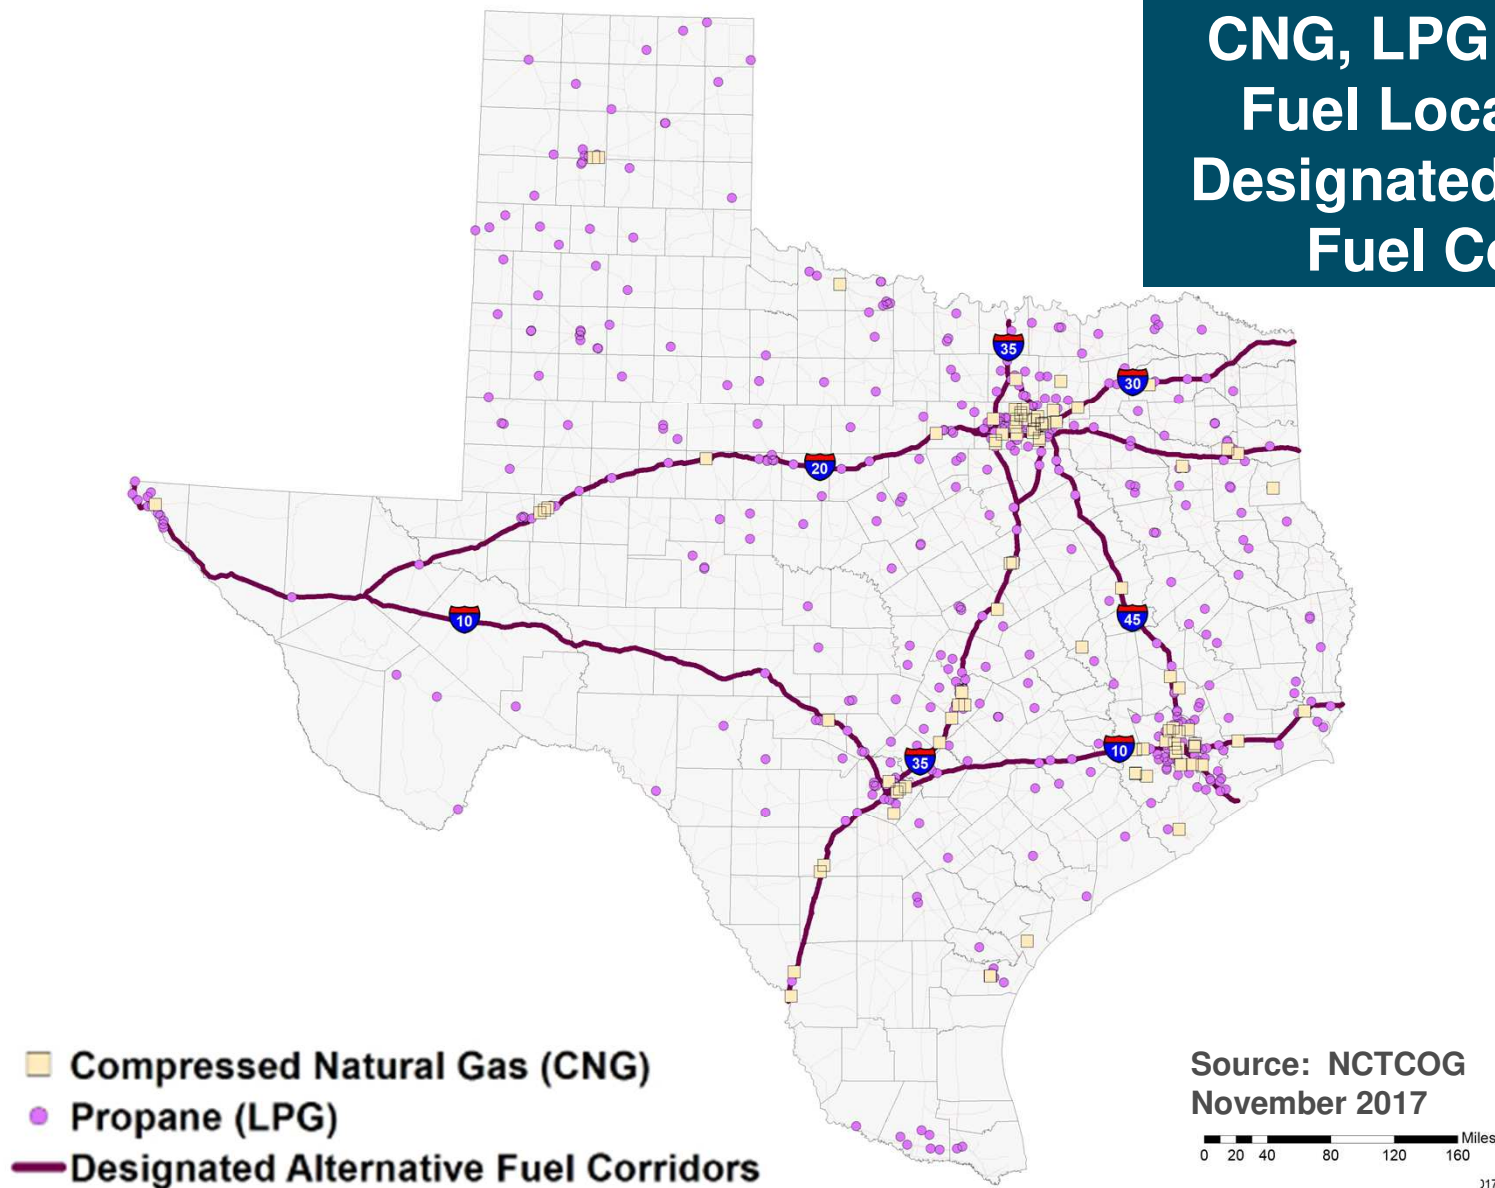 CNG, LPG
Fuel Loca
Designated
Fuel Co
35
30
20
10
45
35
10
Compressed Natural Gas (CNG)
Propane (LPG)
Designated Alternative Fuel Corridors
Source: NCTCOG
November 2017
Miles
0 20 40 80 120 160
017